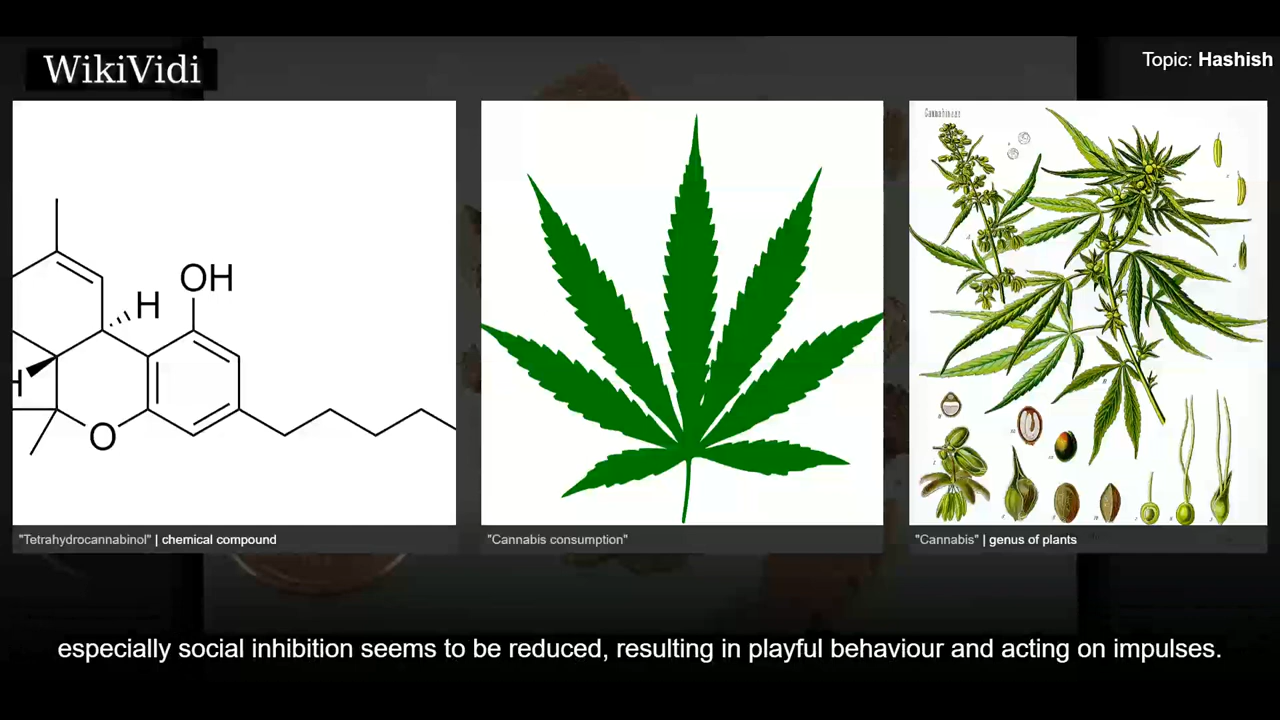 WikiVidi
Topic: Hashish
OH
H
H
O
Cannabineae
"Tetrahydrocannabinol" | chemical compound
"Cannabis consumption"
"Cannabis" | genus of plants
especially social inhibition seems to be reduced, resulting in playful behaviour and acting on impulses.